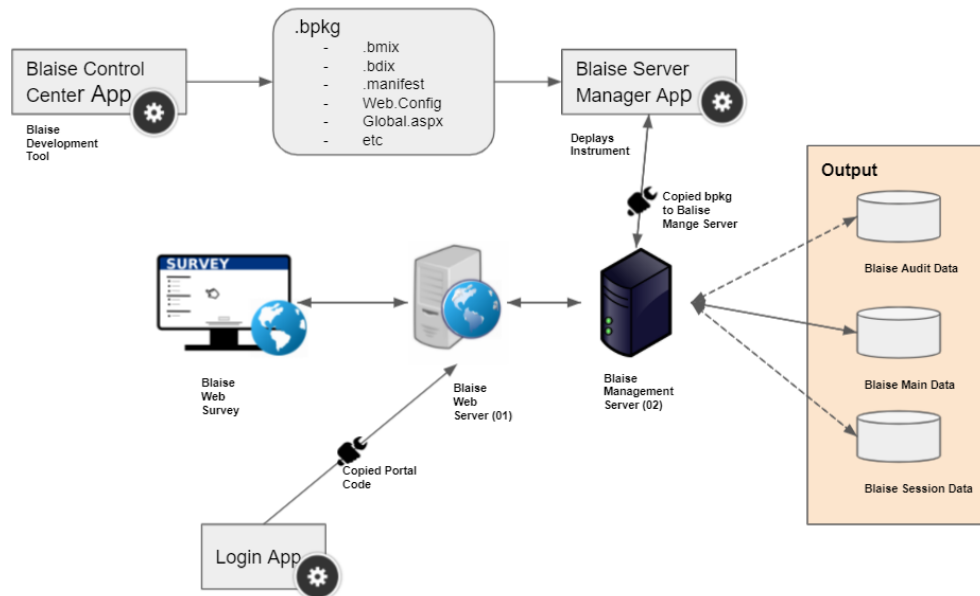 Blaise Control
Center App
Blaise
Development
Tool
.bpkg
- .bmix
- .bdix
- .manifest
- Web.Config
- Global.aspx
- etc
Blaise Server
Manager App
Deplays
Instrument
Copied bpkg
to Balise
Mange Server
Output
Blaise Audit Data
Blaise Main Data
Blaise Session Data
SURVEY
Blaise
Web
Survey
Blaise
Web
Server (01)
Blaise
Management
Server (02)
Copied Portal
Code
Login App